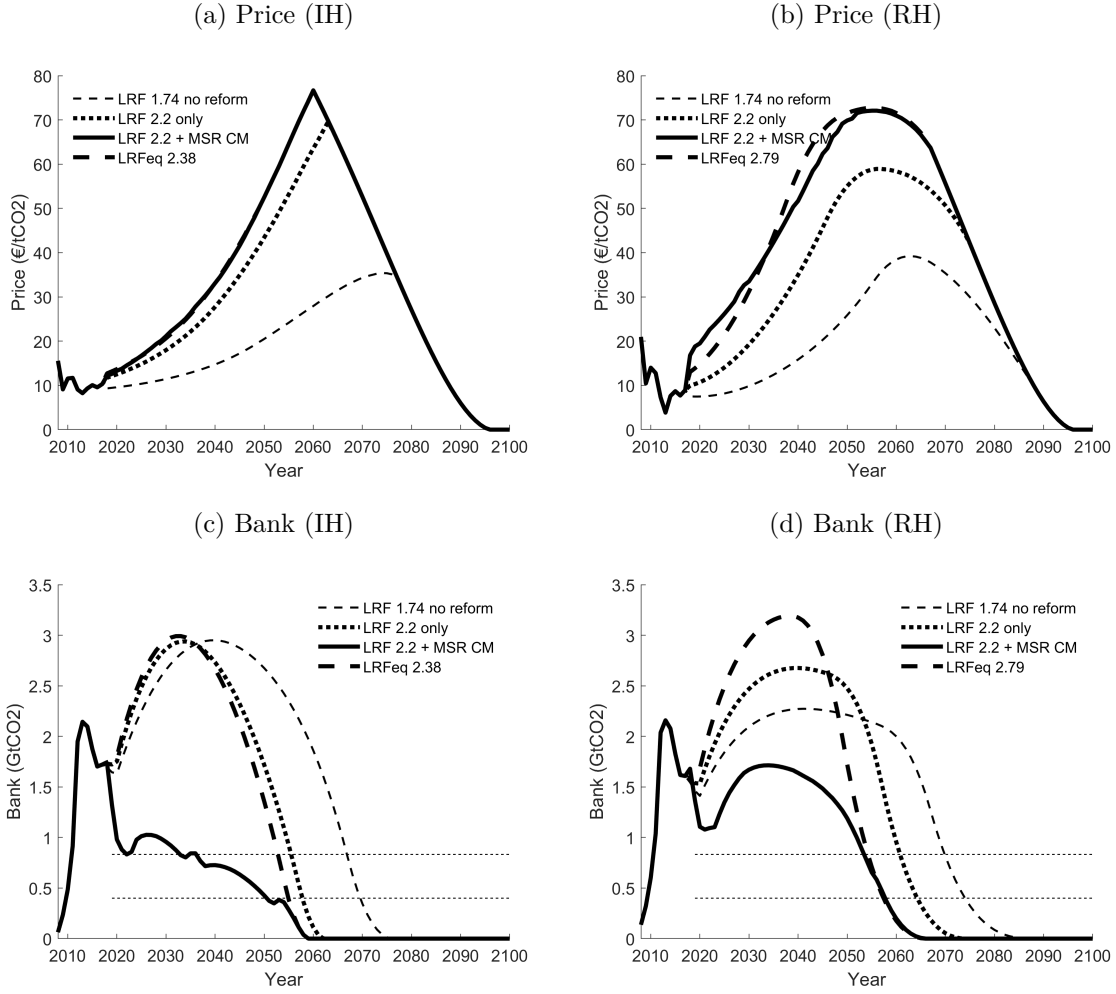 (a) Price (IH)
80
70
60
50
40
30
20
10
0
Price (€/tCO2)
LRF 1.74 no reform
LRF 2.2 only
LRF 2.2 + MSR CM
LRFeq 2.38
2010 2020 2030 2040 2050 2060 2070 2080 2090 2100
Year
(b) Price (RH)
80
70
60
50
40
30
20
10
0
Price (€/tCO2)
LRF 1.74 no reform
LRF 2.2 only
LRF 2.2 + MSR CM
LRFeq 2.79
2010 2020 2030 2040 2050 2060 2070 2080 2090 2100
Year
(c) Bank (IH)
3.5
3
2.5
2
1.5
1
0.5
0
Bank (GtCO2)
LRF 1.74 no reform
LRF 2.2 only
LRF 2.2 + MSR CM
LRFeq 2.38
2010 2020 2030 2040 2050 2060 2070 2080 2090 2100
Year
(d) Bank (RH)
3.5
3
2.5
2
1.5
1
0.5
0
Bank (GtCO2)
LRF 1.74 no reform
LRF 2.2 only
LRF 2.2 + MSR CM
LRFeq 2.79
2010 2020 2030 2040 2050 2060 2070 2080 2090 2100
Year